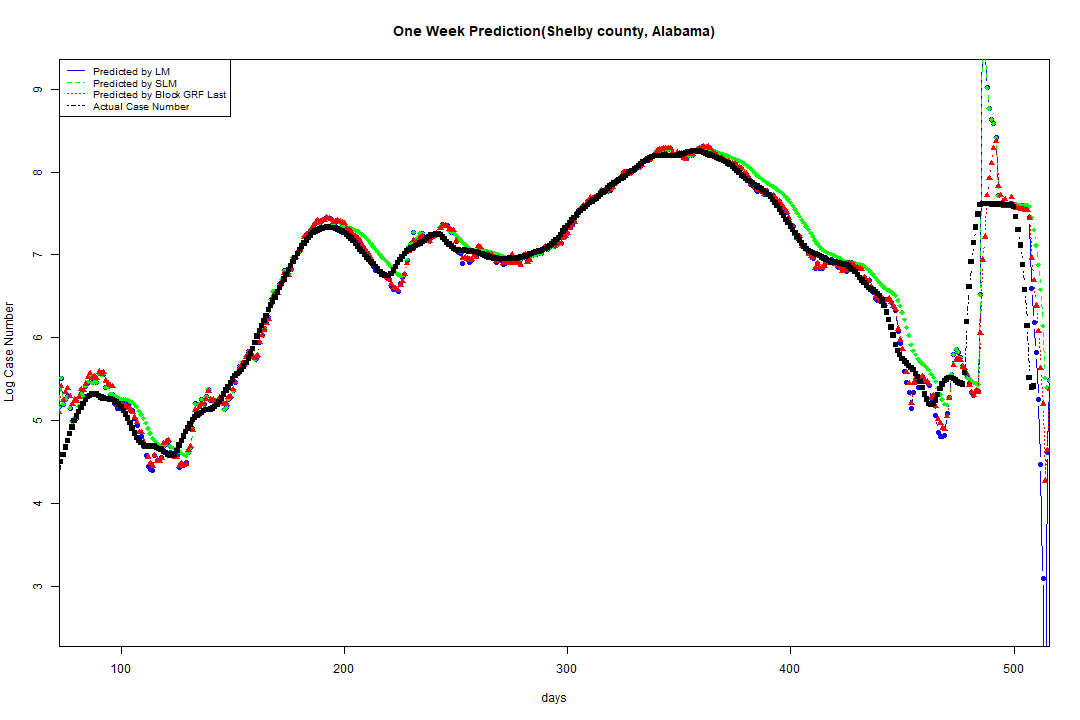 One Week Prediction(Shelby county, Alabama)
Predicted by LM
Predicted by SLM
Predicted by Block GRF Last
Actual Case Number
Log Case Number
9
8
7
6
5
4
3
100 200 300 400 500
days